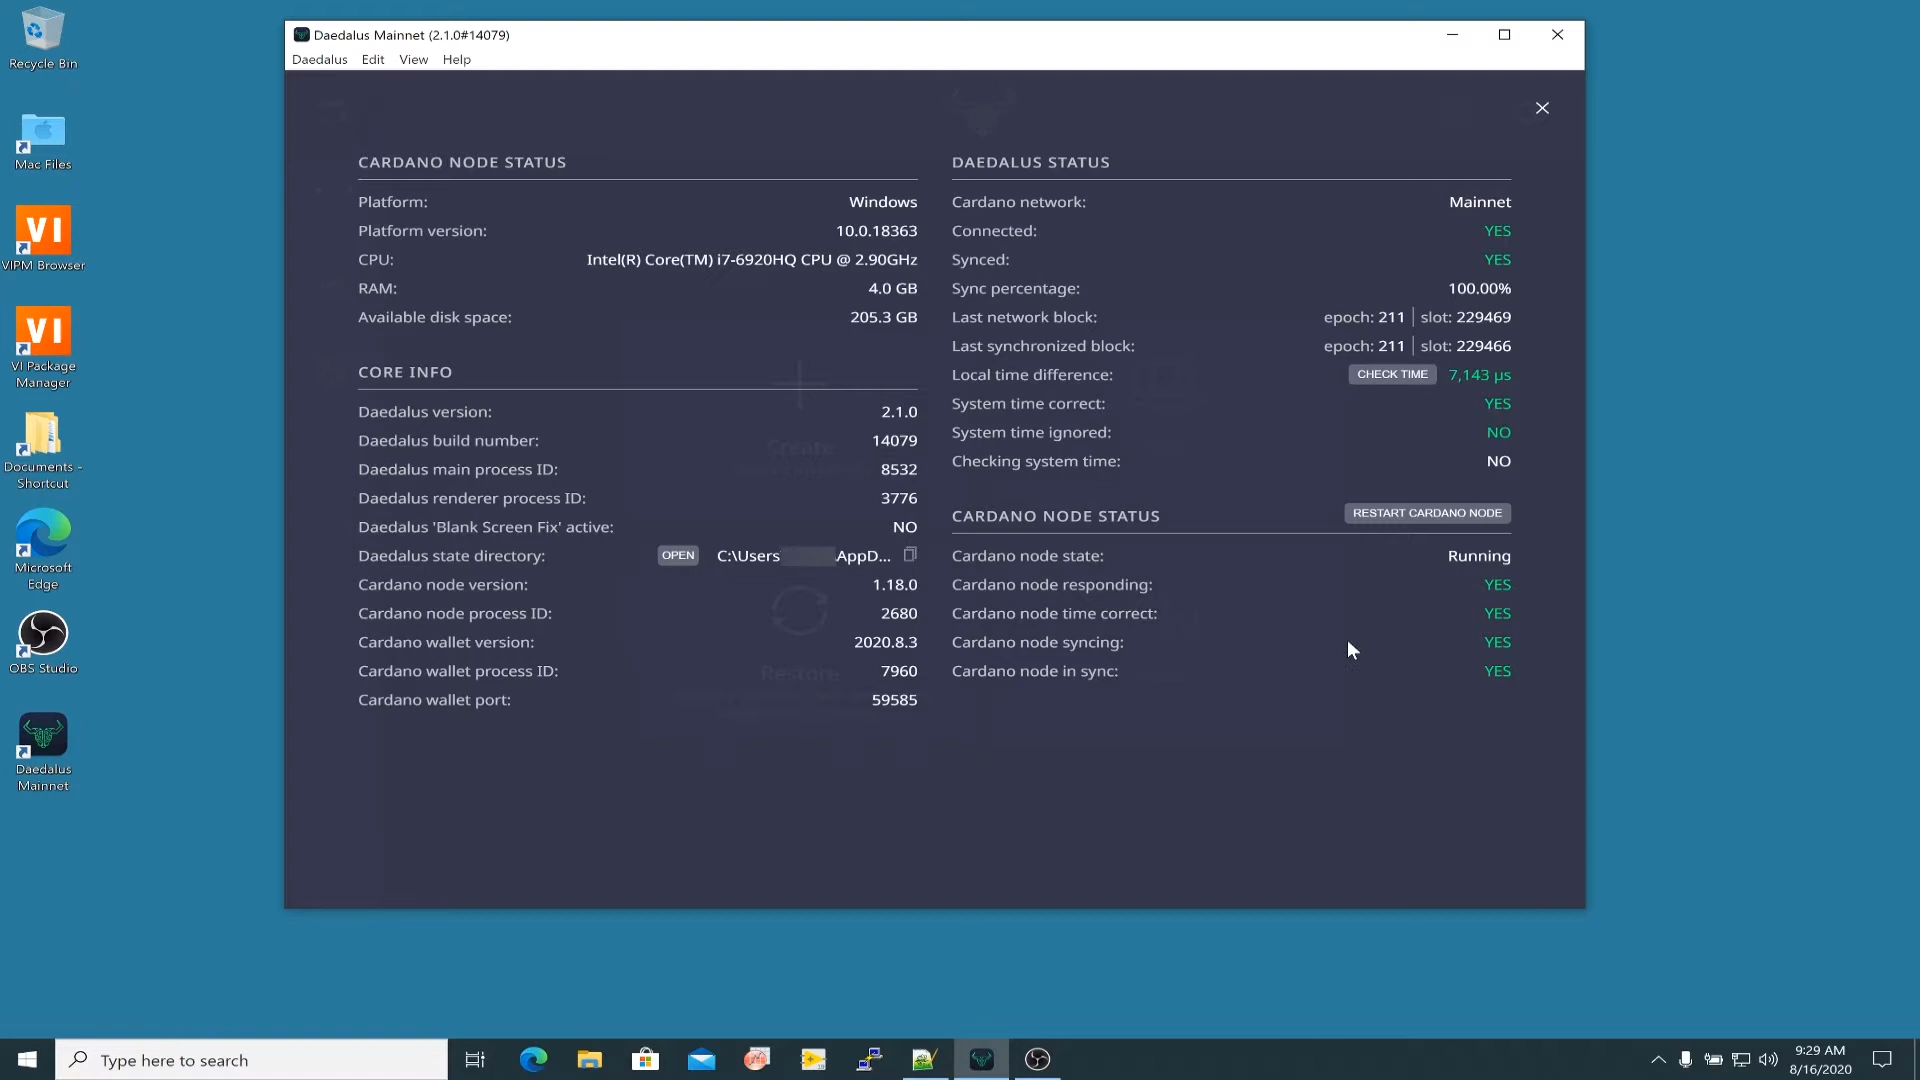 Recycle Bin
Mac Files
VI
VIPM Browser
VI
VI Package
Manager
Documents -
Shortcut
Microsoft
Edge
OBS Studio
Daedalus
Mainnet
Daedalus Mainnet (2.1.0#14079)
Daedalus Edit View Help
CARDANO NODE STATUS
Platform: Windows
Platform version: 10.0.18363
CPU: Intel(R) Core(TM) i7-6920HQ CPU @ 2.90GHz
RAM: 4.0 GB
Available disk space: 205.3 GB
CORE INFO
Daedalus version: 2.1.0
Daedalus build number: 14079
Daedalus main process ID: 8532
Daedalus renderer process ID: 3776
Daedalus 'Blank Screen Fix' active: NO
Daedalus state directory: OPEN C:\Users AppD...
Cardano node version: 1.18.0
Cardano node process ID: 2680
Cardano wallet version: 2020.8.3
Cardano wallet process ID: 7960
Cardano wallet port: 59585
Create
Restore
DAEDALUS STATUS
Cardano network: Mainnet
Connected: YES
Synced: YES
Sync percentage: 100.00%
Last network block: epoch: 211 | slot: 229469
Last synchronized block: epoch: 211 | slot: 229466
Local time difference: CHECK TIME 7,143 μs
System time correct: YES
System time ignored: NO
Checking system time: NO
CARDANO NODE STATUS RESTART CARDANO NODE
Cardano node state: Running
Cardano node responding: YES
Cardano node time correct: YES
Cardano node syncing: YES
Cardano node in sync: YES
Type here to search
9:29 AM
8/16/2020